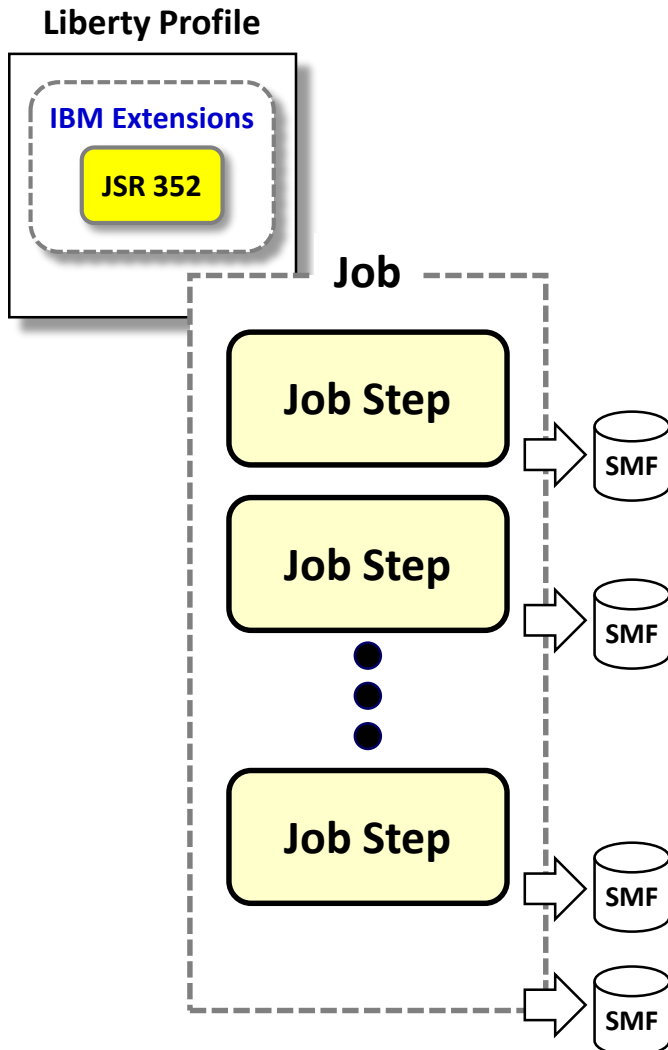 Liberty Profile
IBM Extensions
JSR 352
Job
Job Step
SMF
Job Step
SMF
Job Step
SMF
SMF